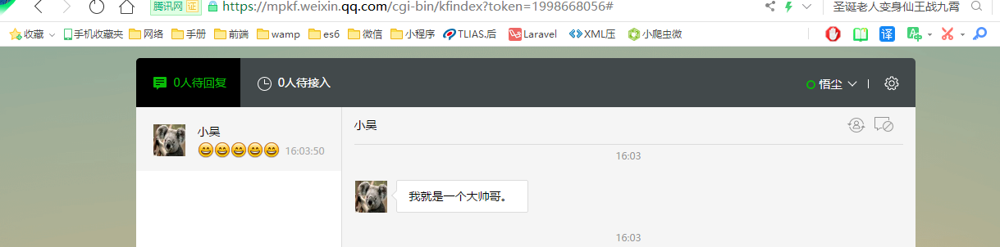 腾讯网 证 https://mpkf.weixin.qq.com/cgi-bin/kfindex?token=1998668056# 圣诞老人变身仙王战九霄
收藏 手机收藏夹 网络 手册 前端 wamp es6 微信 小程序 TLIAS.后 Laravel XML压 小爬虫微 译
0人待回复 0人待接入 悟尘
小吴 小吴
16:03:50
16:03
我就是一个大帅哥。
16:03